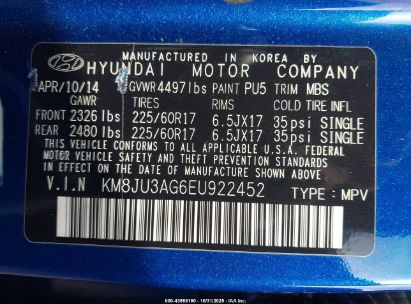 MANUFACTURED IN KOREA BY
HYUNDAI MOTOR COMPANY
APR/10/14 GVWR 4497lbs PAINT PU5 TRIM MBS
GAWR TIRES RIMS COLD TIRE INFL
FRONT 2326 lbs 225/60R17 6.5JX17 35psi SINGLE
REAR 2480 lbs 225/60R17 6.5JX17 35psi SINGLE
THIS VEHICLE CONFORMS TO ALL APPLICABLE
U.S.A. FEDERAL MOTOR VEHICLE SAFETY
STANDARDS IN EFFECT ON THE DATE OF
MANUFACTURE SHOWN ABOVE.
V.I.N KM8JU3AG6EU922452 TYPE: MPV